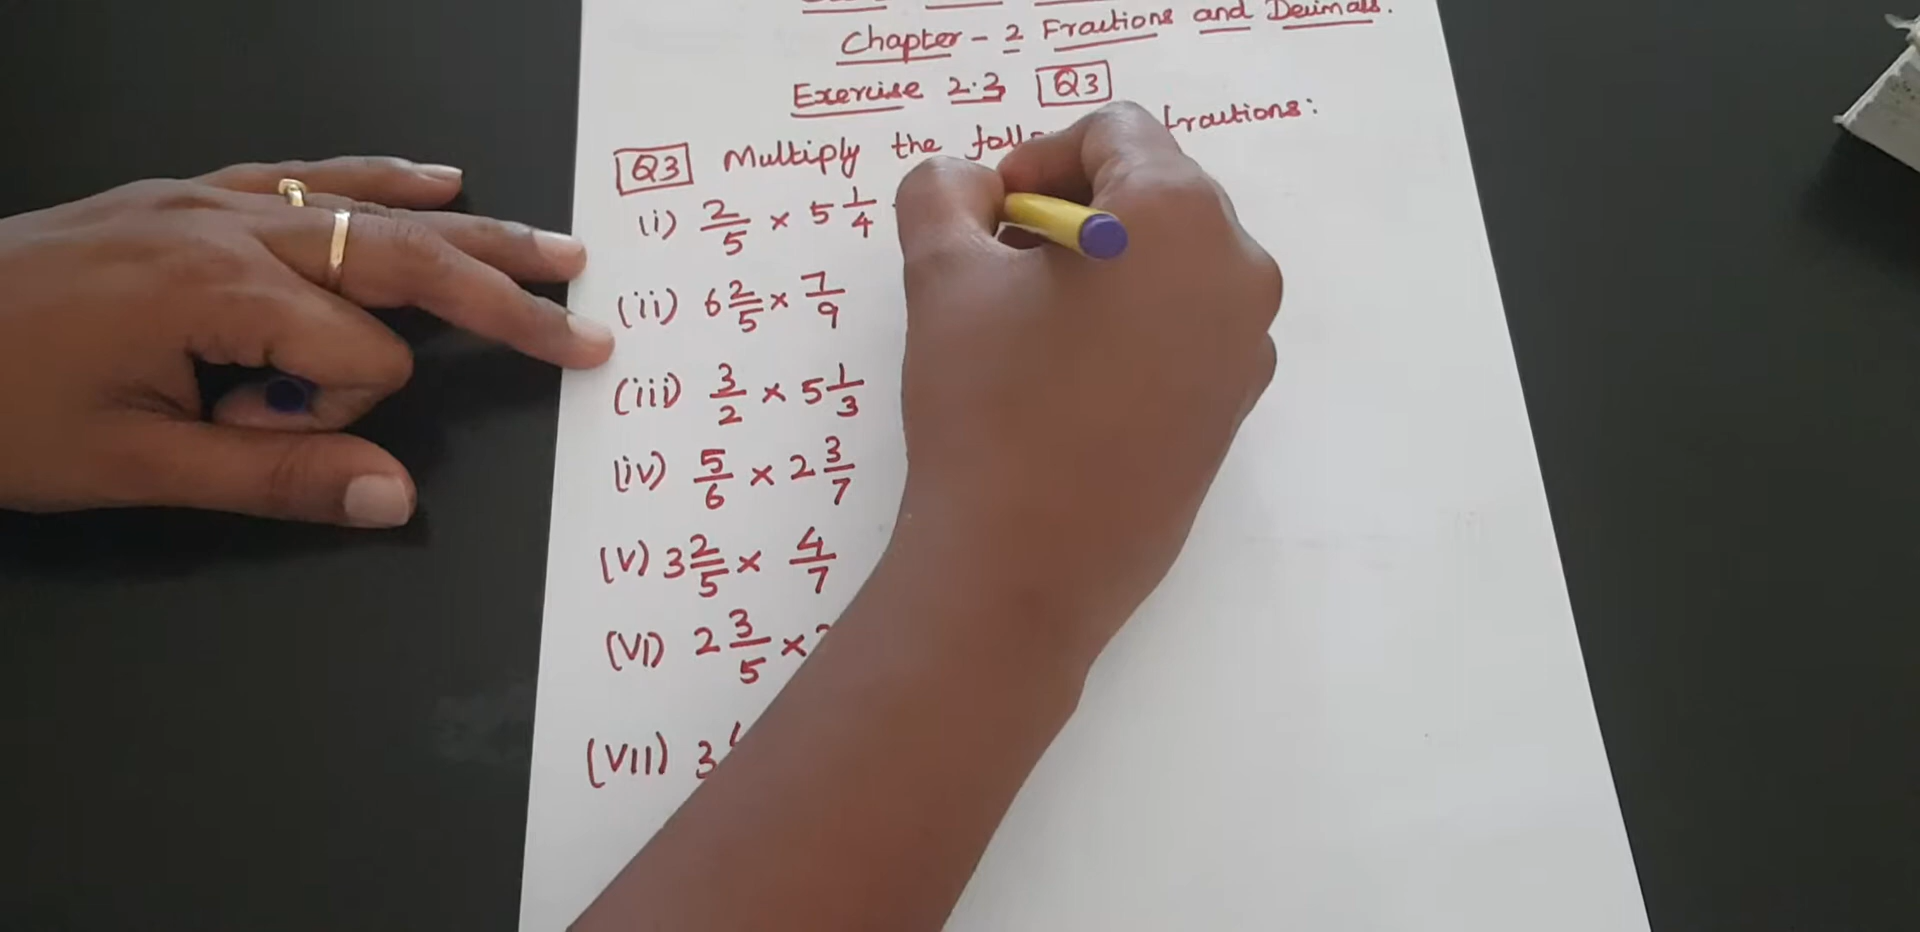 Chapter - 2 Fractions and Decimals.
Exercise 2.3 Q3
Q3 Multiply the fractions:
(i) 2/5 × 5 1/4
(ii) 6 2/5 × 7/9
(iii) 3/2 × 5 1/3
(iv) 5/6 × 2 3/7
(V) 3 2/5 × 4/7
(VI) 2 3/5 ×
(VII) 3